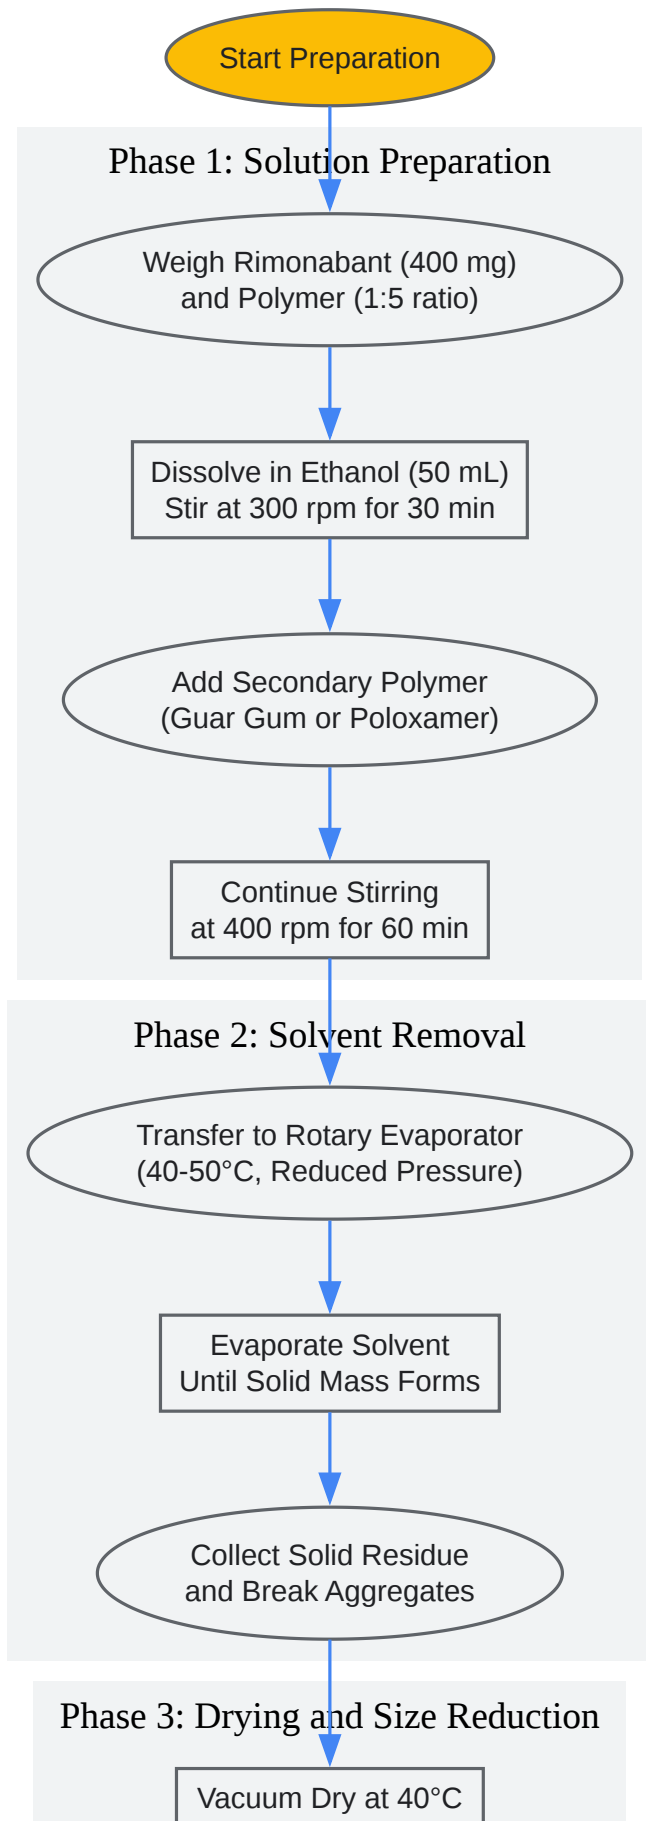 Start Preparation
Phase 1: Solution Preparation
Weigh Rimonabant (400 mg)
and Polymer (1:5 ratio)
Dissolve in Ethanol (50 mL)
Stir at 300 rpm for 30 min
Add Secondary Polymer
(Guar Gum or Poloxamer)
Continue Stirring
at 400 rpm for 60 min
Phase 2: Solvent Removal
Transfer to Rotary Evaporator
(40-50°C, Reduced Pressure)
Evaporate Solvent
Until Solid Mass Forms
Collect Solid Residue
and Break Aggregates
Phase 3: Drying and Size Reduction
Vacuum Dry at 40°C